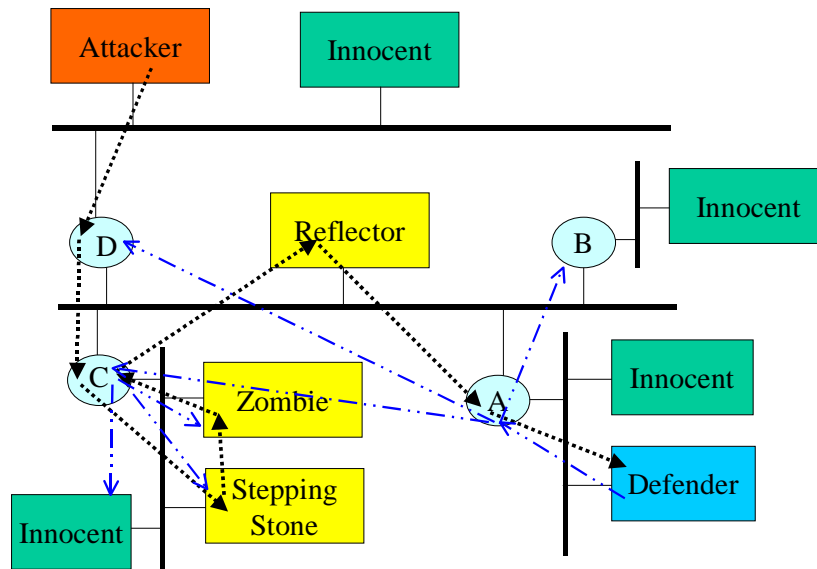 Attacker
Innocent
Innocent
Reflector
D
B
C
Zombie
A
Innocent
Stepping
Stone
Defender
Innocent